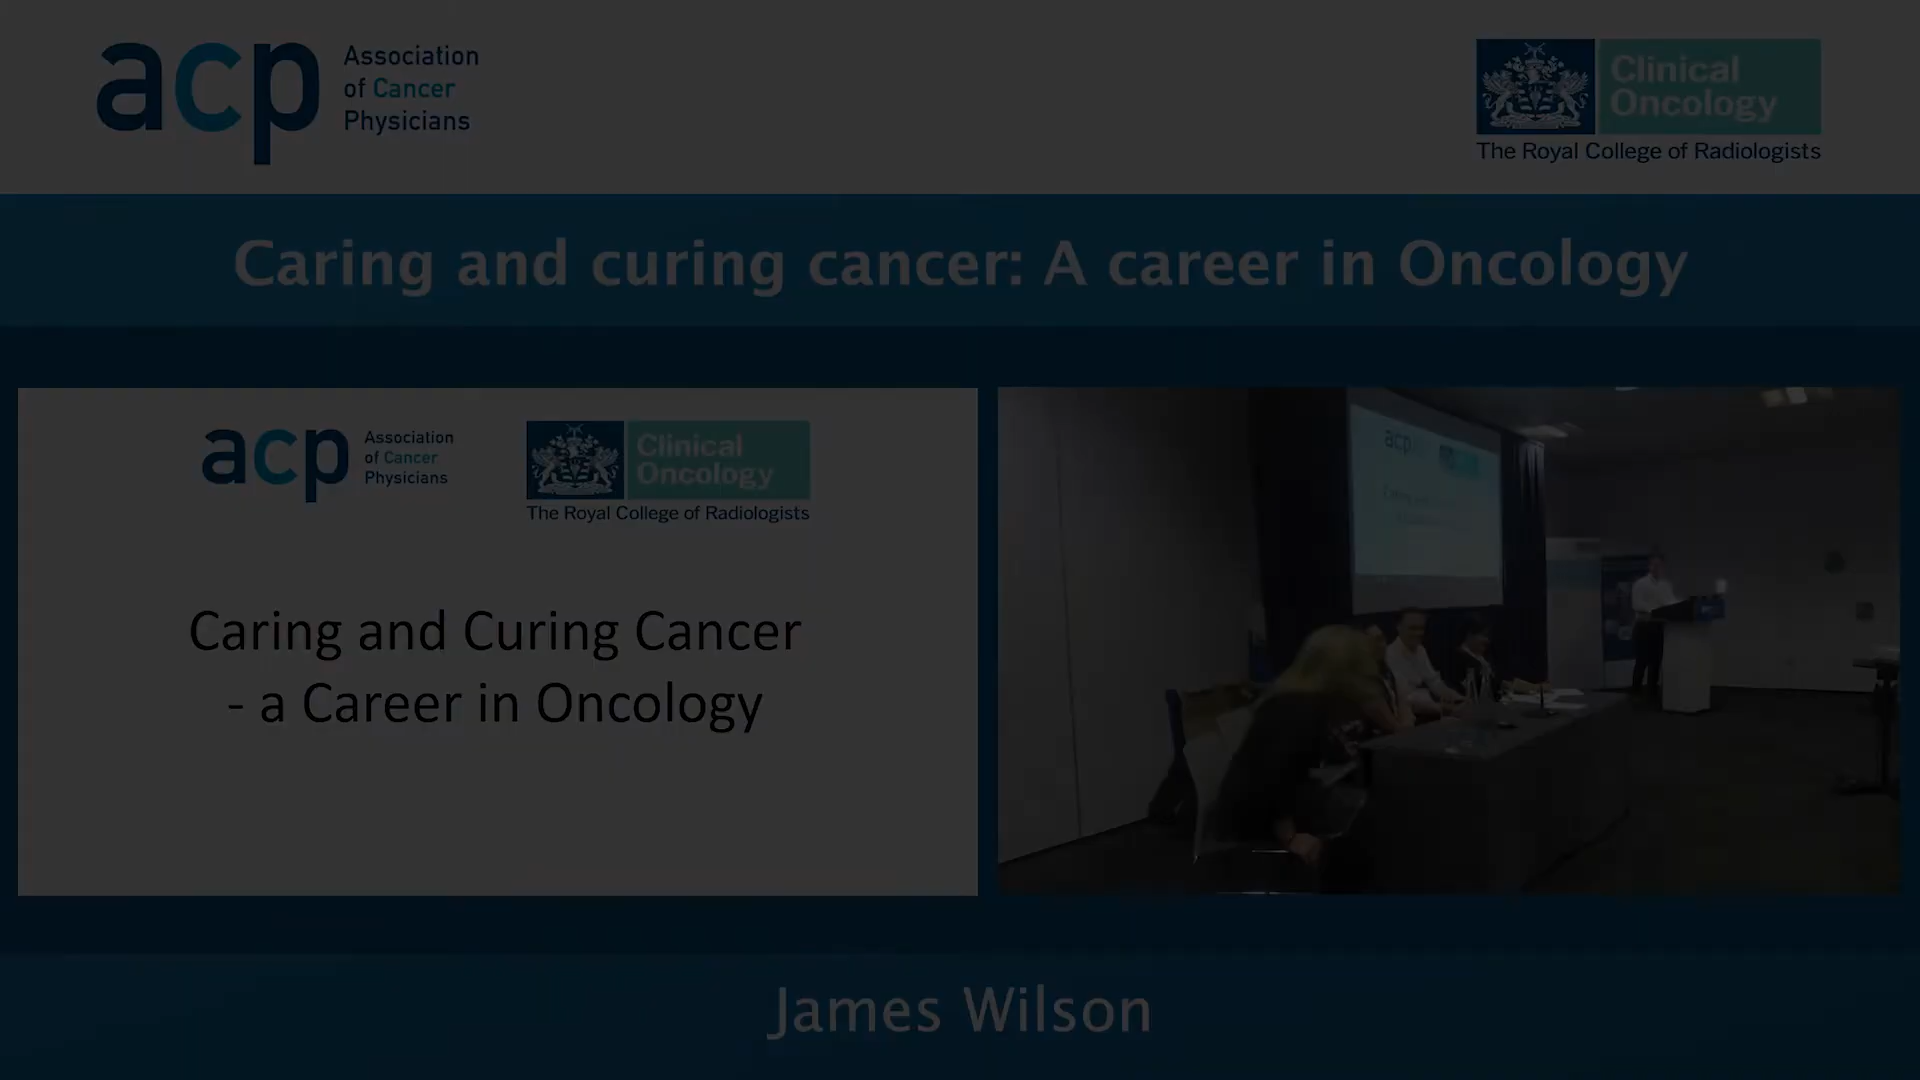 acp
Association
of Cancer
Physicians
Clinical
Oncology
The Royal College of Radiologists
Caring and curing cancer: A career in Oncology
acp
Association
of Cancer
Physicians
Clinical
Oncology
The Royal College of Radiologists
Caring and Curing Cancer
- a Career in Oncology
acp
James Wilson